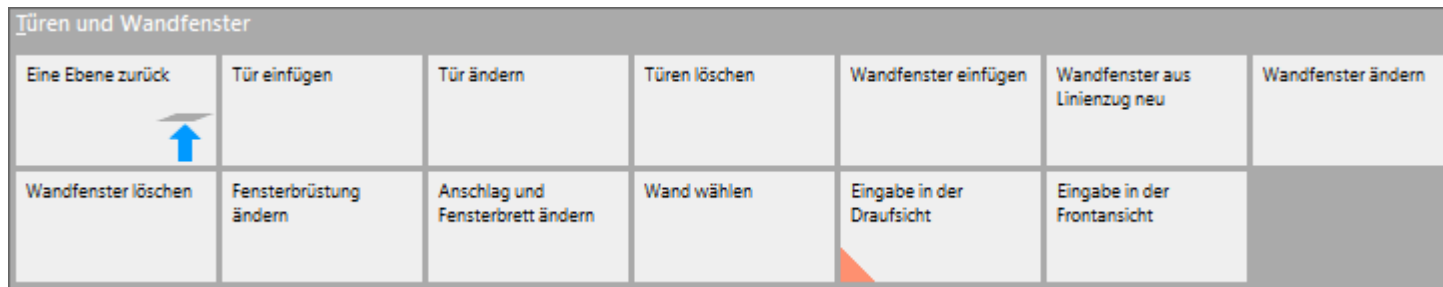 Türen und Wandfenster
Eine Ebene zurück
Tür einfügen
Tür ändern
Türen löschen
Wandfenster einfügen
Wandfenster aus
Linienzug neu
Wandfenster ändern
Wandfenster löschen
Fensterbrüstung
ändern
Anschlag und
Fensterbrett ändern
Wand wählen
Eingabe in der
Draufsicht
Eingabe in der
Frontansicht